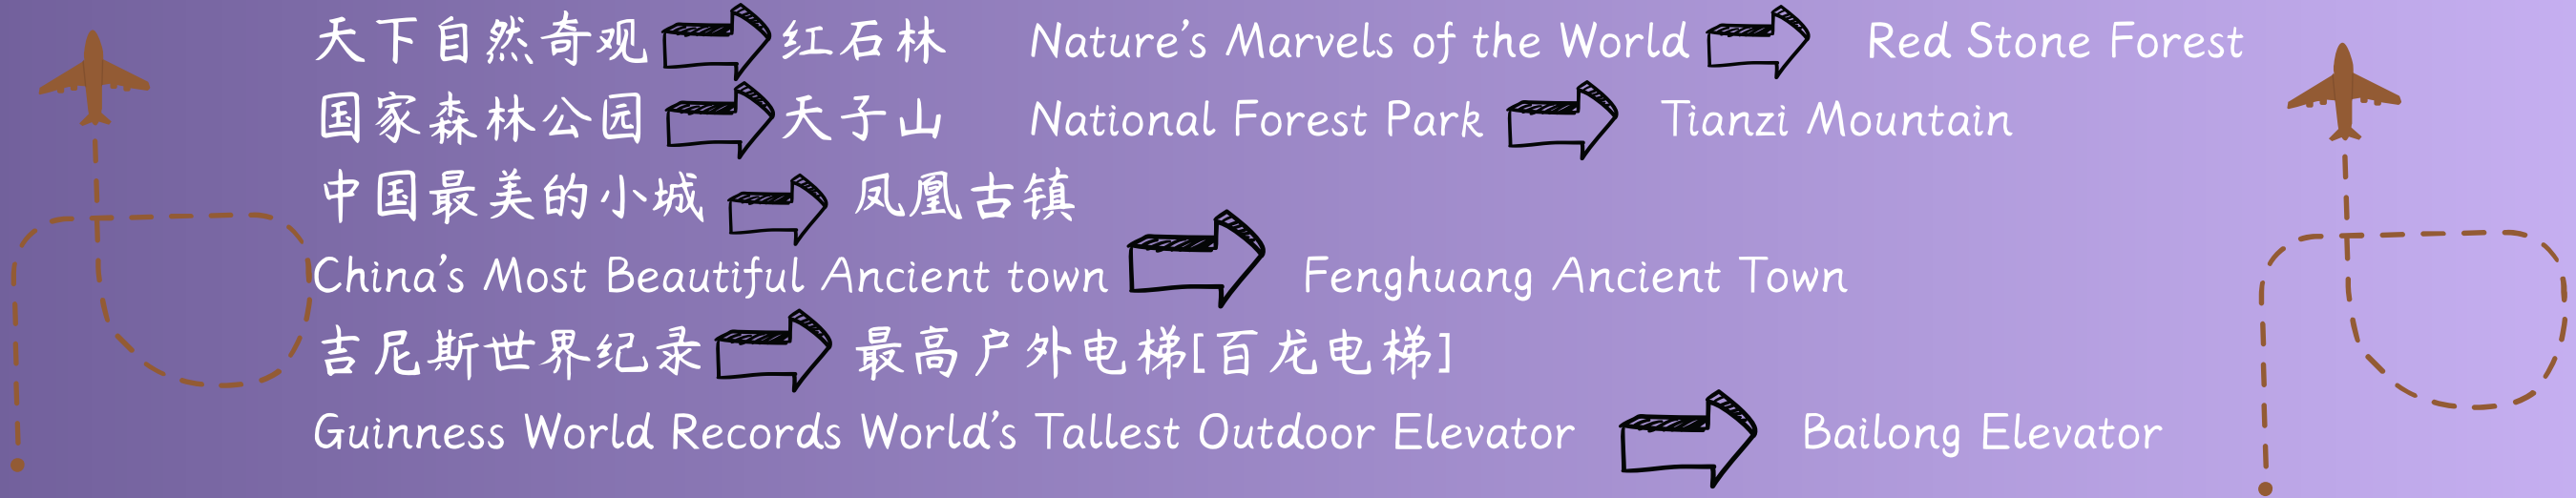 天下自然奇观 红石林 Nature's Marvels of the World Red Stone Forest
国家森林公园 天子山 National Forest Park Tianzi Mountain
中国最美的小城 凤凰古镇
China's Most Beautiful Ancient town Fenghuang Ancient Town
吉尼斯世界纪录 最高户外电梯[百龙电梯]
Guinness World Records World's Tallest Outdoor Elevator Bailong Elevator